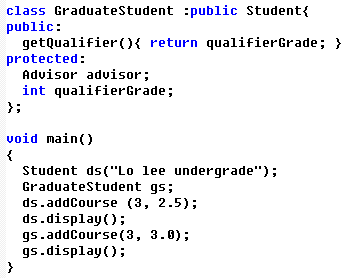 class GraduateStudent :public Student{
public:
getQualifier(){ return qualifierGrade; }
protected:
Advisor advisor;
int qualifierGrade;
};
void main()
{
Student ds("Lo lee undergrade");
GraduateStudent gs;
ds.addCourse (3, 2.5);
ds.display();
gs.addCourse(3, 3.0);
gs.display();
}